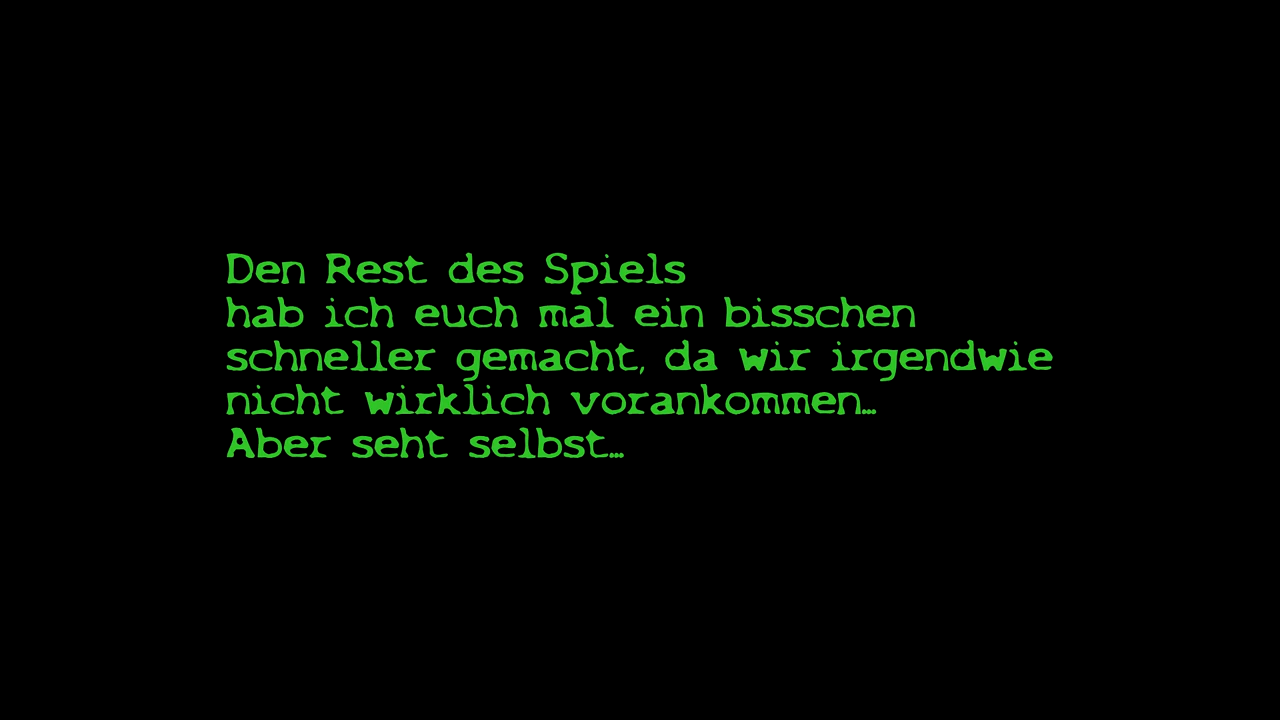 Den Rest des Spiels
hab ich euch mal ein bisschen
schneller gemacht, da wir irgendwie
nicht wirklich vorankommen...
Aber seht selbst...